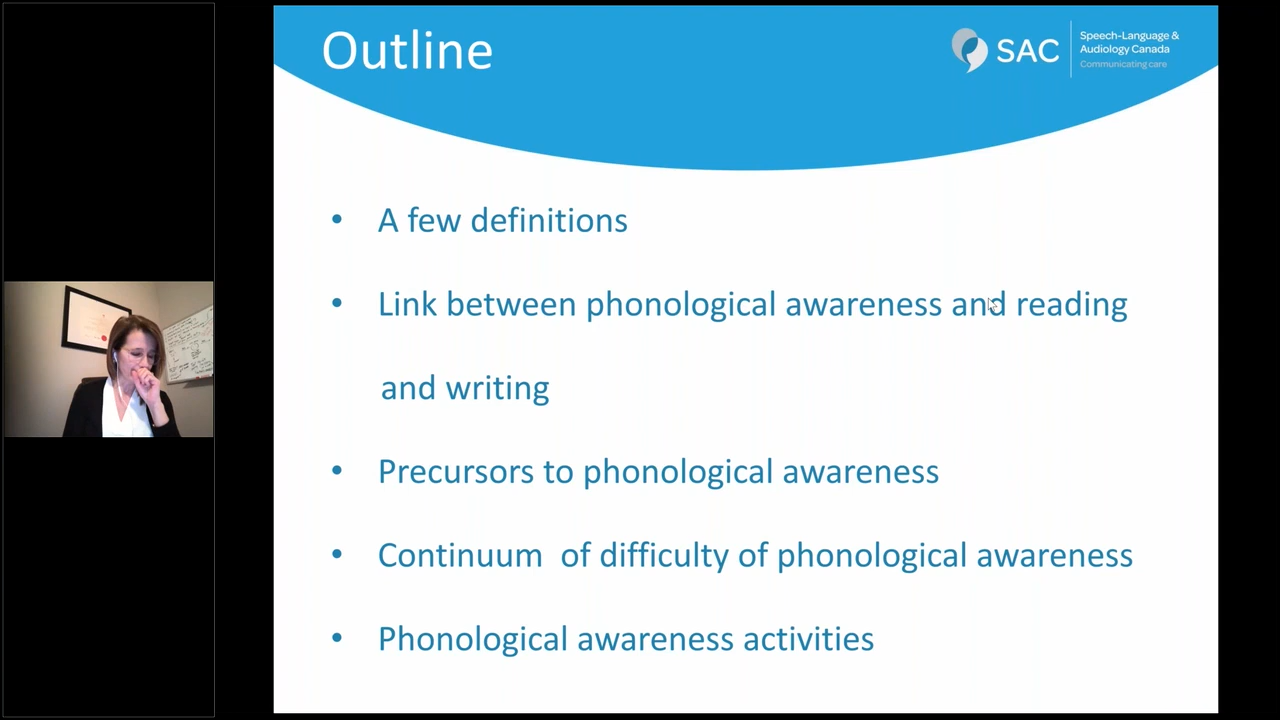 Outline
SAC
Speech-Language &
Audiology Canada
Communicating care
• A few definitions
• Link between phonological awareness and reading
and writing
• Precursors to phonological awareness
• Continuum of difficulty of phonological awareness
• Phonological awareness activities